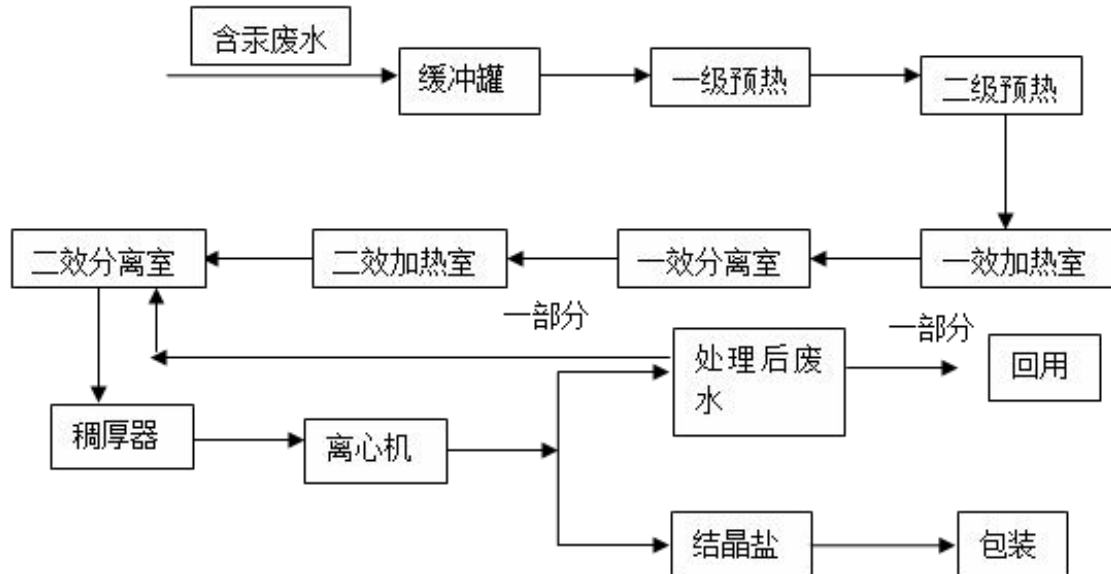 含汞废水
缓冲罐
一级预热
二级预热
二效分离室
二效加热室
一效分离室
一效加热室
一部分
一部分
处理后废
水
回用
稠厚器
离心机
结晶盐
包装